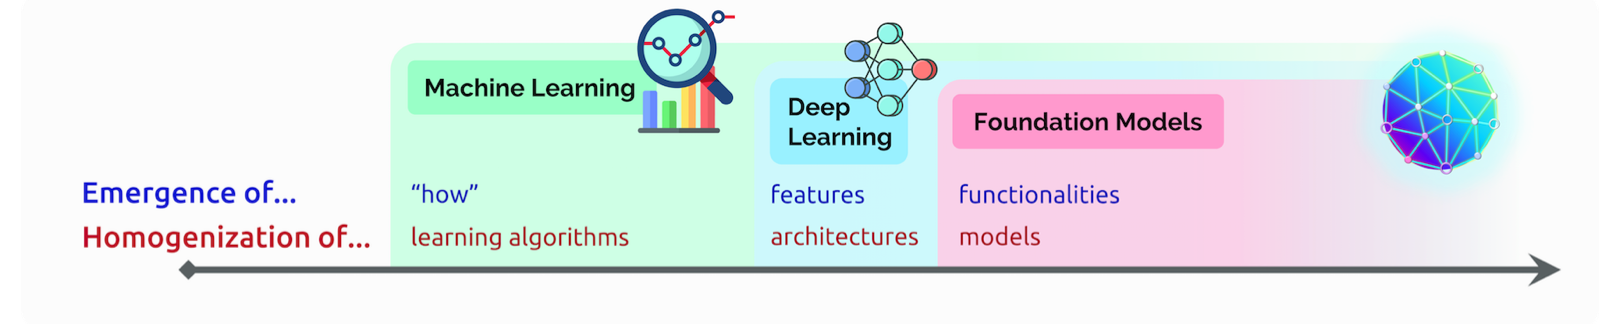 Machine Learning
Deep
Learning
Foundation Models
Emergence of...
“how”
features
functionalities
Homogenization of...
learning algorithms
architectures
models